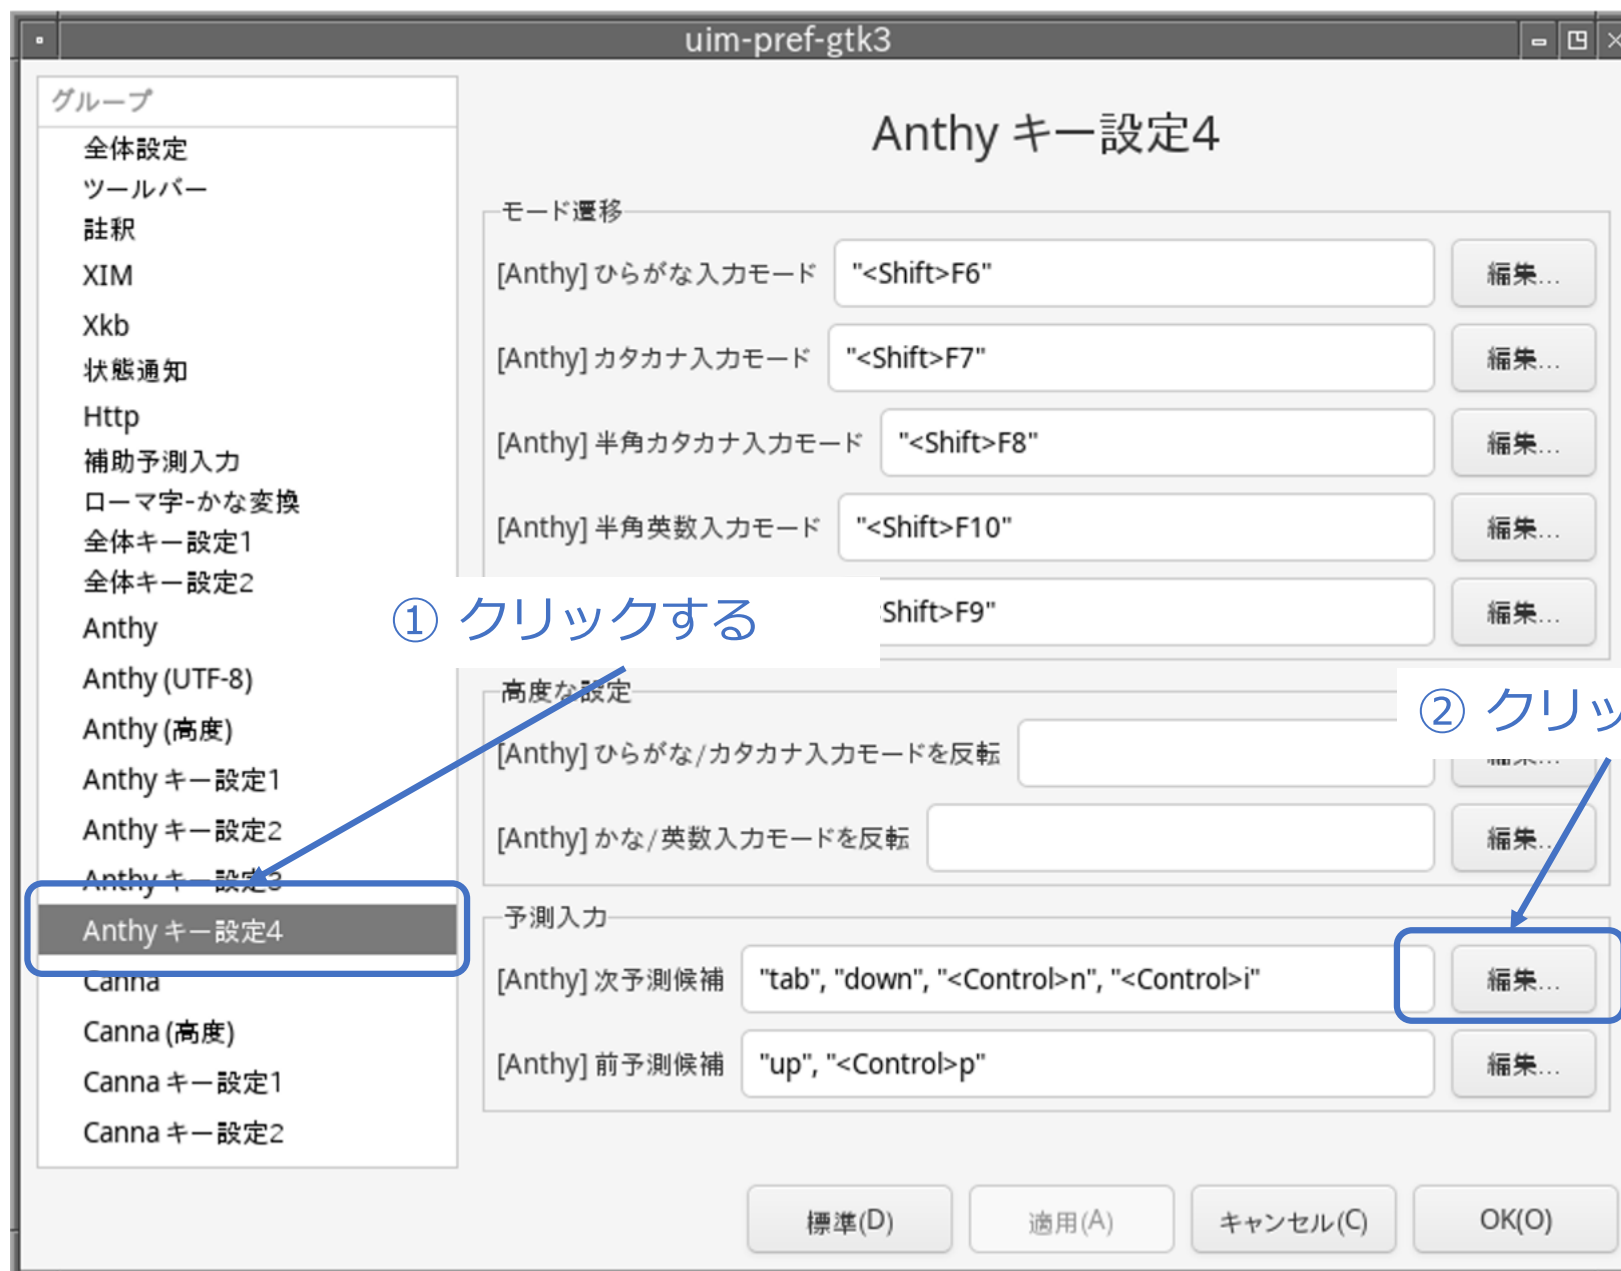 uim-pref-gtk3
グループ
全体設定
ツールバー
註釈
XIM
Xkb
状態通知
Http
補助予測入力
ローマ字-かな変換
全体キー設定1
全体キー設定2
Anthy
Anthy (UTF-8)
Anthy (高度)
Anthy キー設定1
Anthy キー設定2
Anthy キー設定3
Anthy キー設定4
Canna
Canna (高度)
Canna キー設定1
Canna キー設定2
① クリックする
Anthy キー設定4
モード遷移
[Anthy] ひらがな入力モード "<Shift>F6" 編集...
[Anthy] カタカナ入力モード "<Shift>F7" 編集...
[Anthy] 半角カタカナ入力モード "<Shift>F8" 編集...
[Anthy] 半角英数入力モード "<Shift>F10" 編集...
Shift>F9" 編集...
高度な設定
② クリッ
[Anthy] ひらがな/カタカナ入力モードを反転
[Anthy] かな/英数入力モードを反転 編集...
予測入力
[Anthy] 次予測候補 "tab", "down", "<Control>n", "<Control>i" 編集...
[Anthy] 前予測候補 "up", "<Control>p" 編集...
標準(D) 適用(A) キャンセル(C) OK(O)